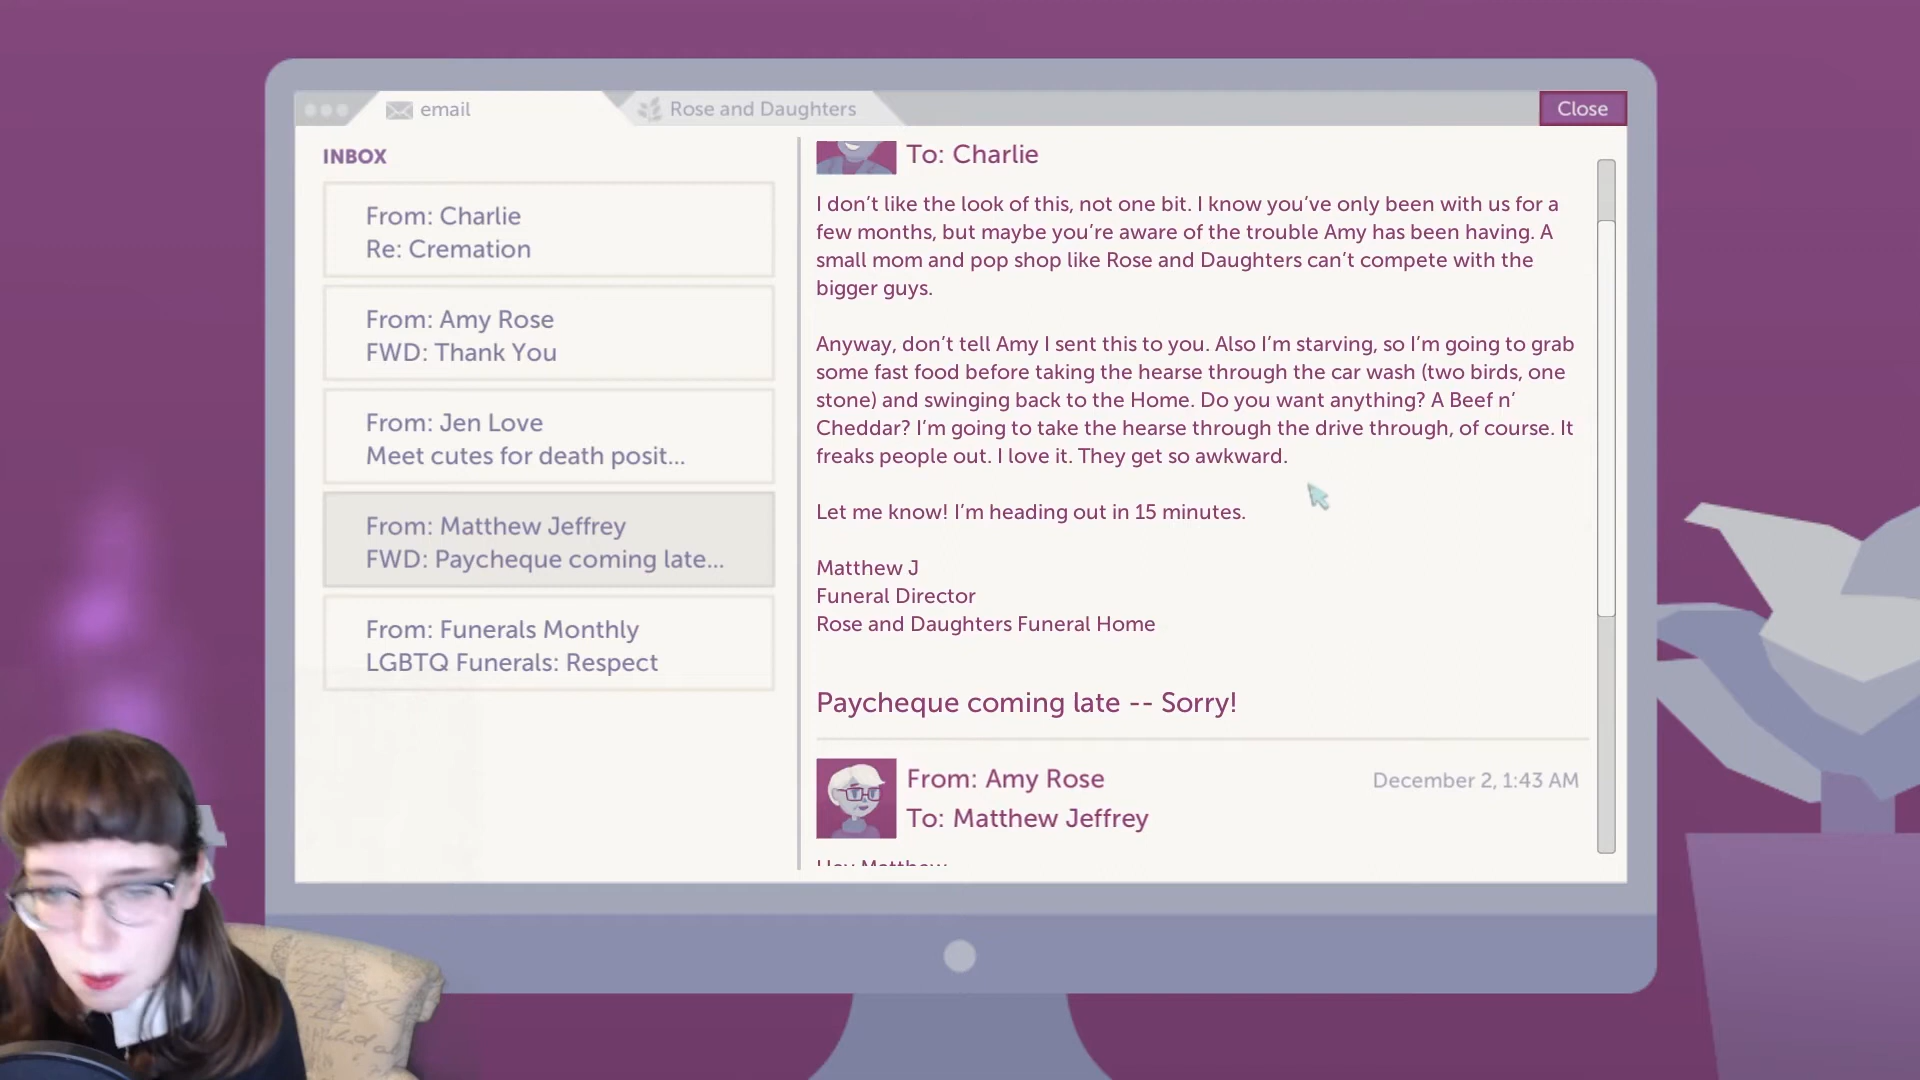 email
Rose and Daughters
Close
INBOX
From: Charlie
Re: Cremation
From: Amy Rose
FWD: Thank You
From: Jen Love
Meet cutes for death posit...
From: Matthew Jeffrey
FWD: Paycheque coming late...
From: Funerals Monthly
LGBTQ Funerals: Respect
To: Charlie
I don't like the look of this, not one bit. I know you've only been with us for a
few months, but maybe you're aware of the trouble Amy has been having. A
small mom and pop shop like Rose and Daughters can't compete with the
bigger guys.
Anyway, don't tell Amy I sent this to you. Also I'm starving, so I'm going to grab
some fast food before taking the hearse through the car wash (two birds, one
stone) and swinging back to the Home. Do you want anything? A Beef n'
Cheddar? I'm going to take the hearse through the drive through, of course. It
freaks people out. I love it. They get so awkward.
Let me know! I'm heading out in 15 minutes.
Matthew J
Funeral Director
Rose and Daughters Funeral Home
Paycheque coming late -- Sorry!
From: Amy Rose
December 2, 1:43 AM
To: Matthew Jeffrey